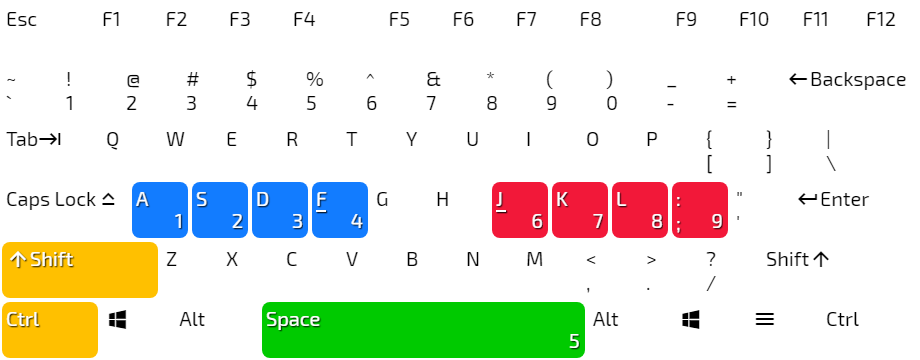 Esc F1 F2 F3 F4 F5 F6 F7 F8 F9 F10 F11 F12
~ ! @ # $ % ^ & * ( ) _ + ←Backspace
` 1 2 3 4 5 6 7 8 9 0 - =
Tab→| Q W E R T Y U I O P { } |
[ ] \
Caps Lock A S D F G H J K L : " ↵Enter
1 2 3 4 6 7 8 ; 9 '
↑Shift Z X C V B N M < > ? Shift↑
, . /
Ctrl Alt Space Alt ≡ Ctrl
5